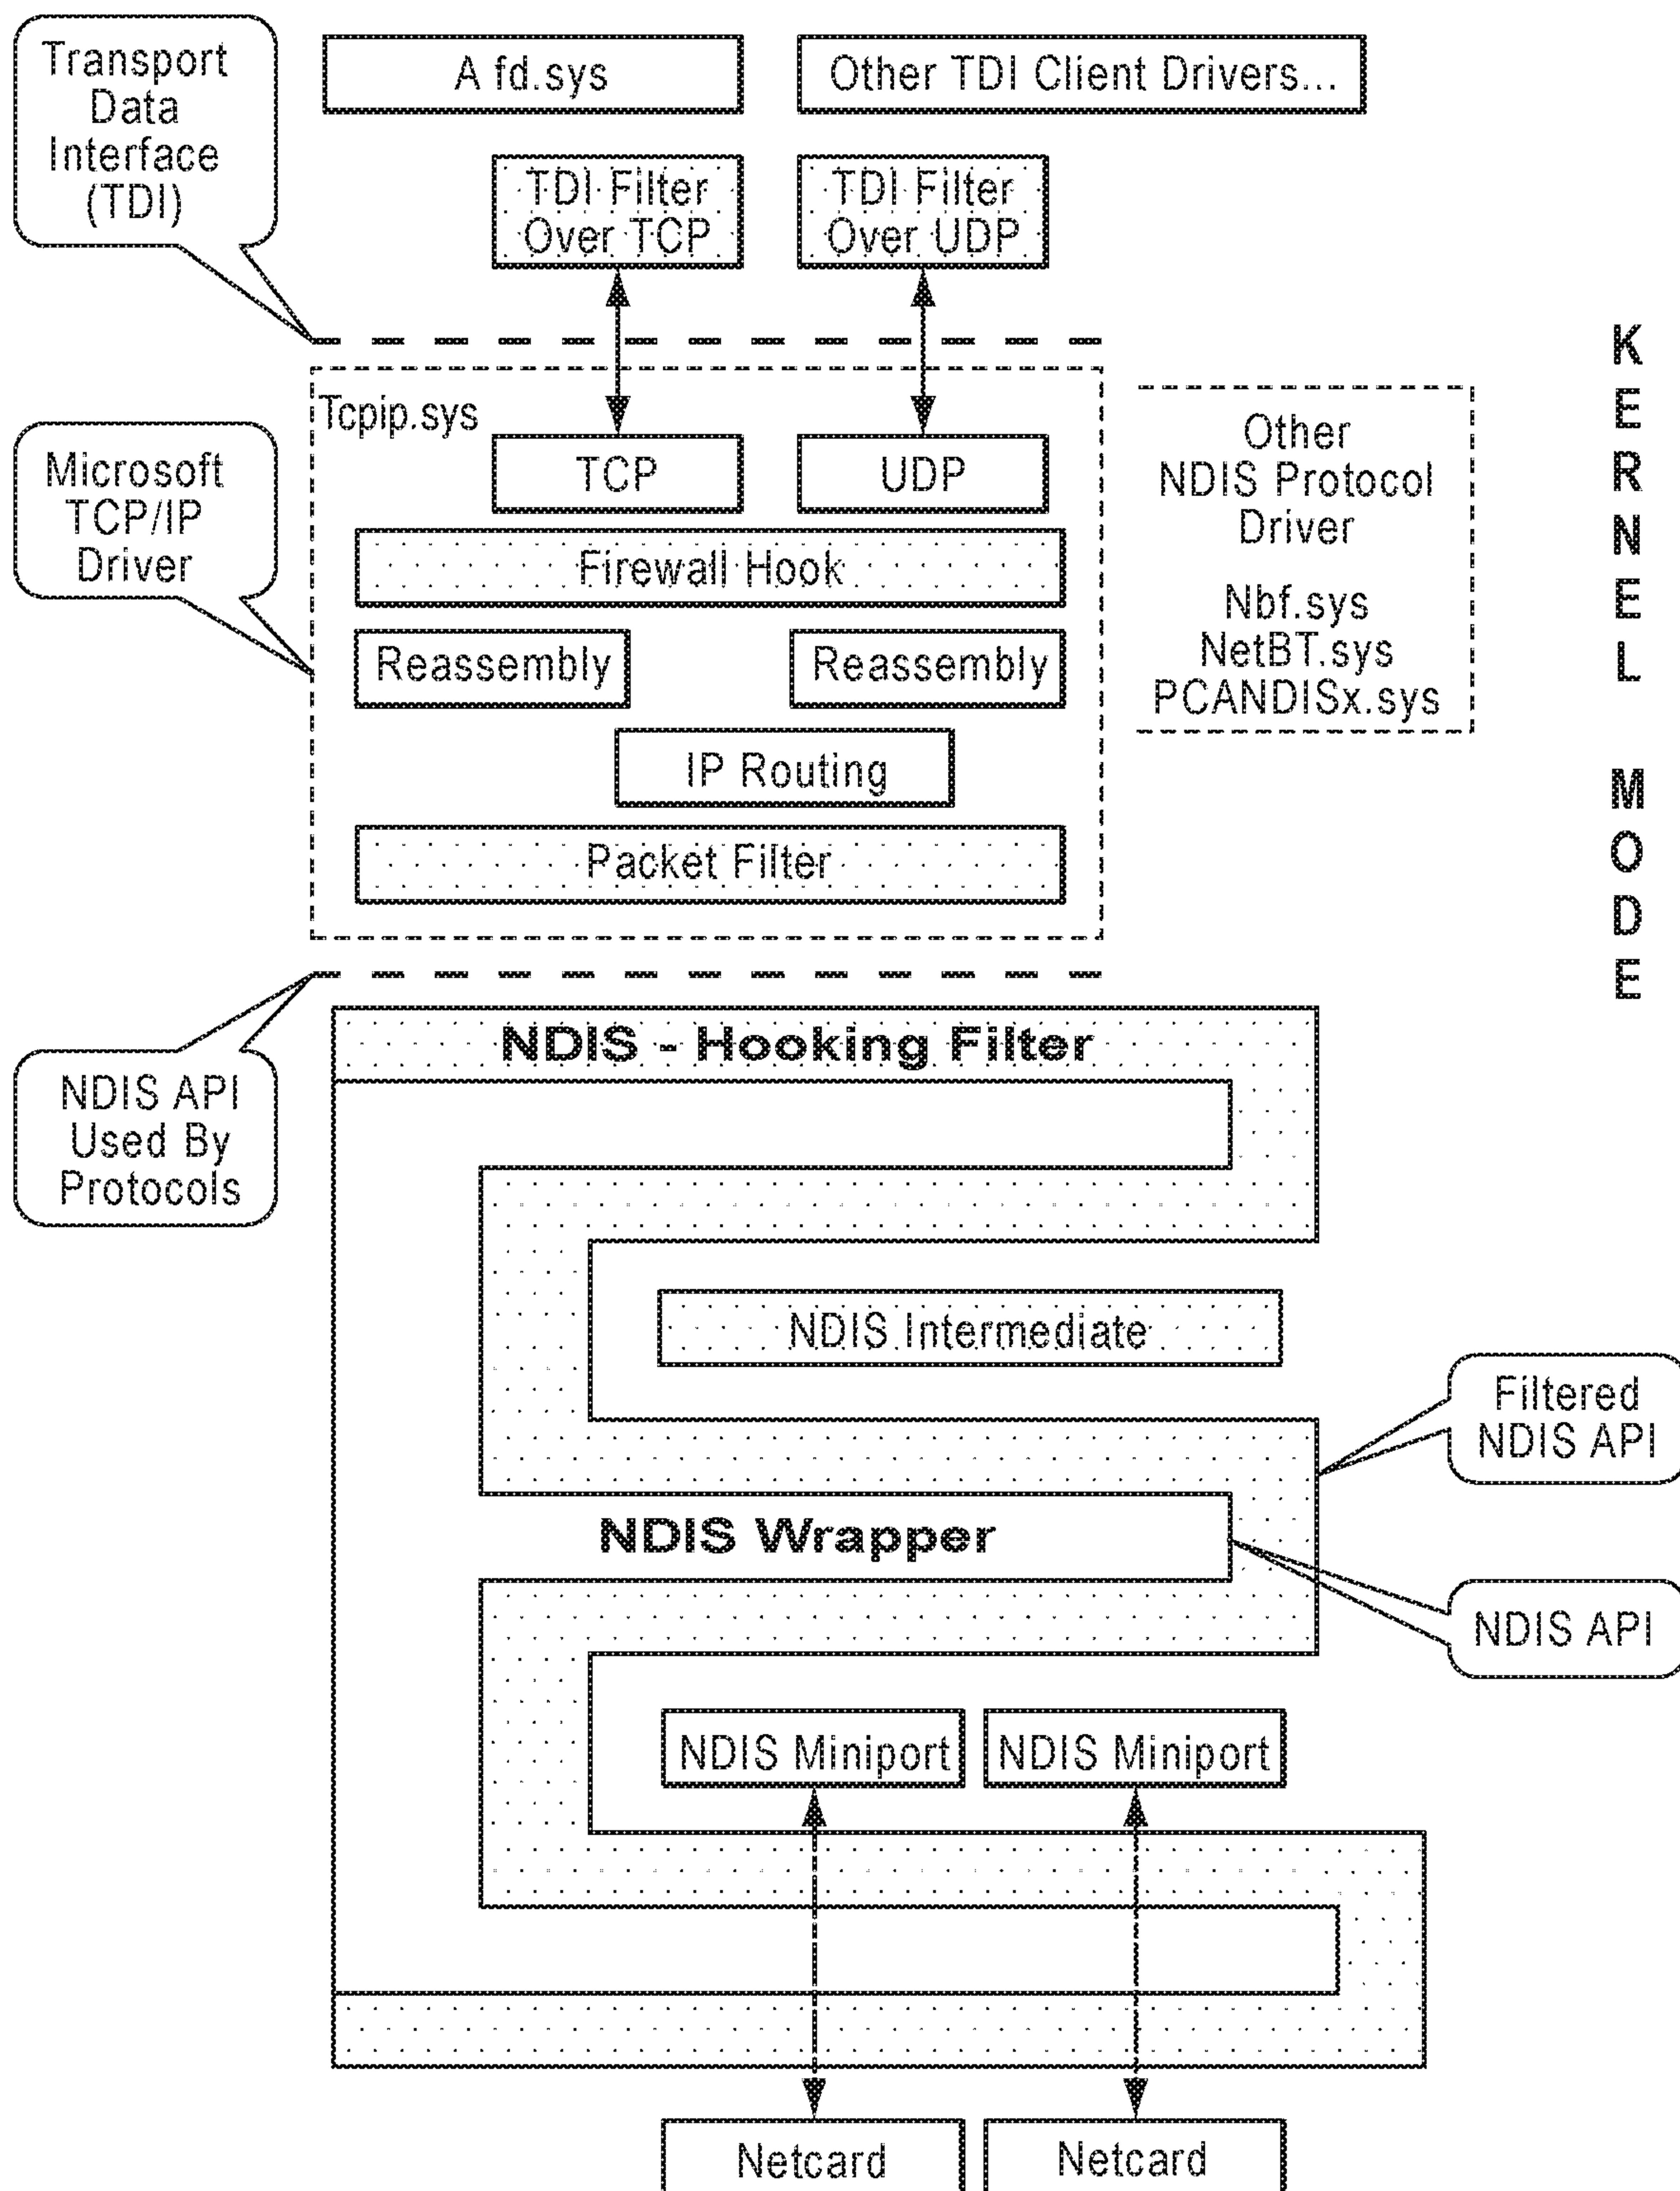 Transport
Data
Interface
(TDI)
A fd.sys
Other TDI Client Drivers...
TDI Filter
Over TCP
TDI Filter
Over UDP
Tcpip.sys
Microsoft
TCP/IP
Driver
TCP
UDP
Firewall Hook
Reassembly
Reassembly
IP Routing
Packet Filter
Other
NDIS Protocol
Driver
Nbf.sys
NetBT.sys
PCANDISx.sys
K
E
R
N
E
L
M
O
D
E
NDIS API
Used By
Protocols
NDIS - Hooking Filter
NDIS Intermediate
Filtered
NDIS API
NDIS Wrapper
NDIS API
NDIS Miniport
NDIS Miniport
Netcard
Netcard